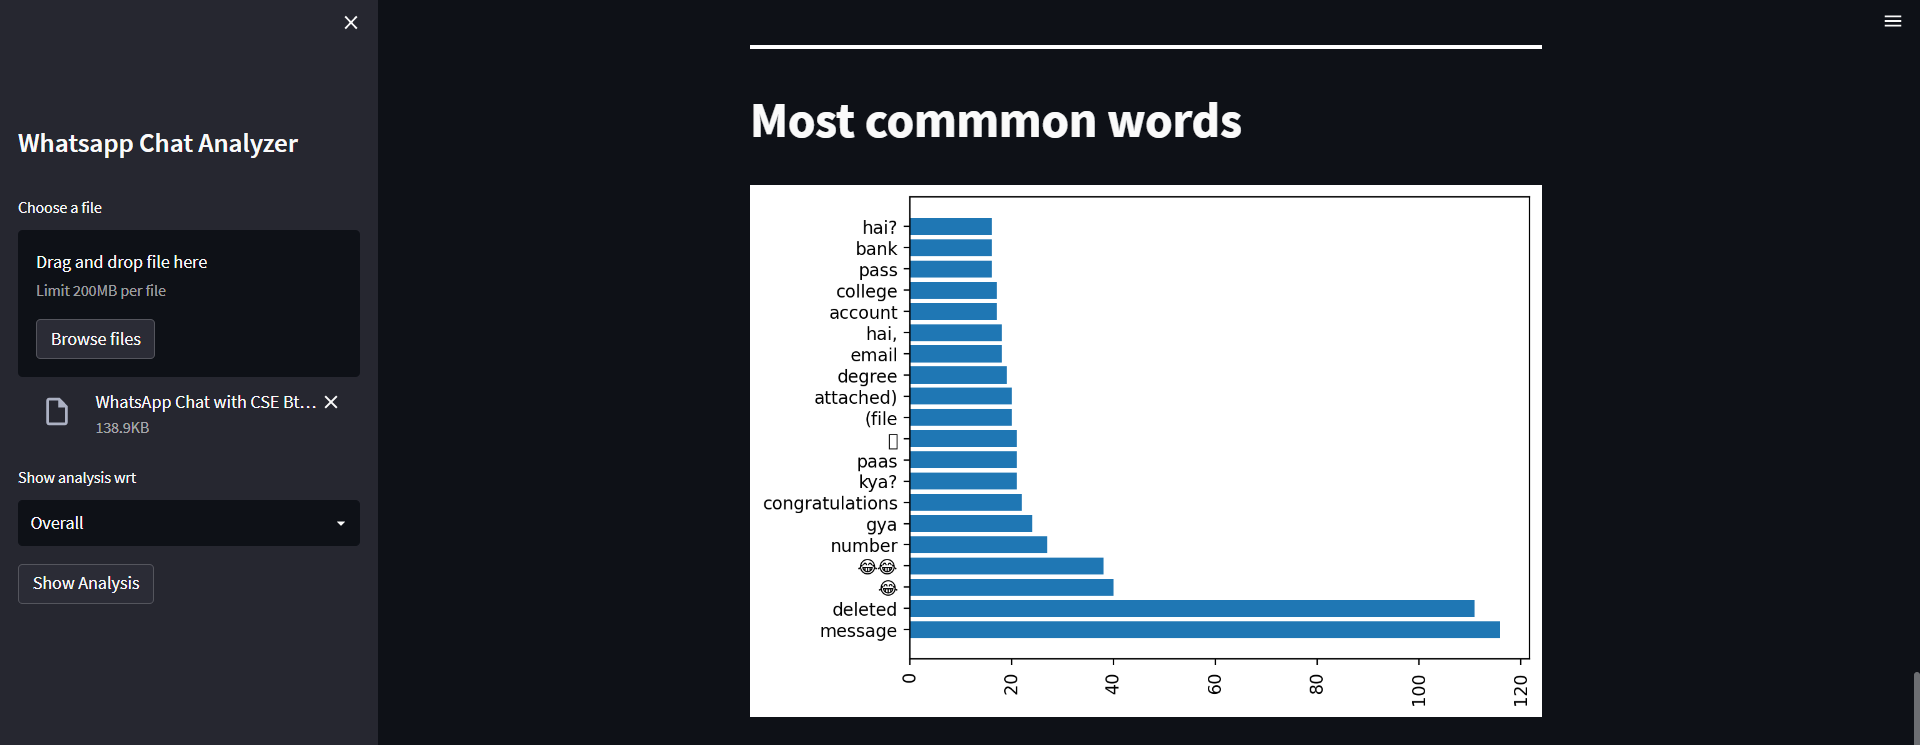 Whatsapp Chat Analyzer
Choose a file
Drag and drop file here
Limit 200MB per file
Browse files
WhatsApp Chat with CSE Bt...
138.9KB
Show analysis wrt
Overall
Show Analysis
Most commmon words
hai?
bank
pass
college
account
hai,
email
degree
attached)
(file
paas
kya?
congratulations
gya
number
😂😂
😂
deleted
message
0 20 40 60 80 100 120